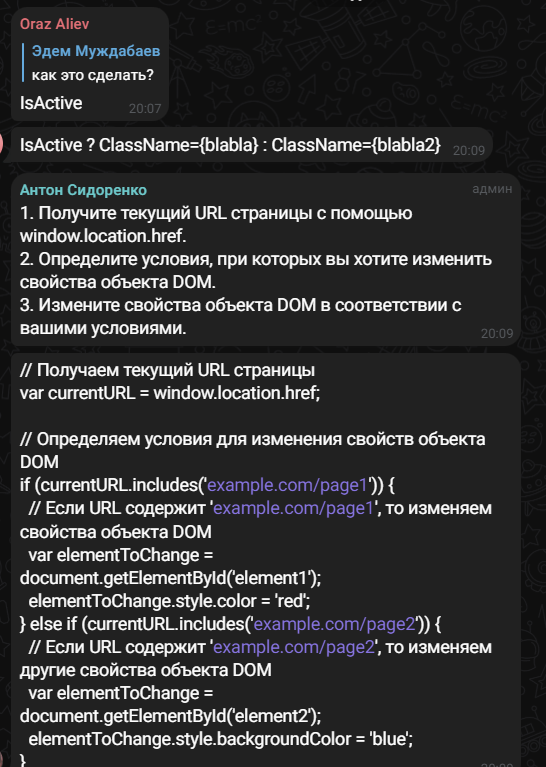 Oraz Aliev
Эдем Муждабаев
как это сделать?
IsActive
20:07
IsActive ? ClassName={blabla} : ClassName={blabla2}
20:09
Антон Сидоренко
админ
1. Получите текущий URL страницы с помощью
window.location.href.
2. Определите условия, при которых вы хотите изменить
свойства объекта DOM.
3. Измените свойства объекта DOM в соответствии с
вашими условиями.
20:09
// Получаем текущий URL страницы
var currentURL = window.location.href;
// Определяем условия для изменения свойств объекта
DOM
if (currentURL.includes('example.com/page1')) {
// Если URL содержит 'example.com/page1', то изменяем
свойства объекта DOM
var elementToChange =
document.getElementById('element1');
elementToChange.style.color = 'red';
} else if (currentURL.includes('example.com/page2')) {
// Если URL содержит 'example.com/page2', то изменяем
другие свойства объекта DOM
var elementToChange =
document.getElementById('element2');
elementToChange.style.backgroundColor = 'blue';
}